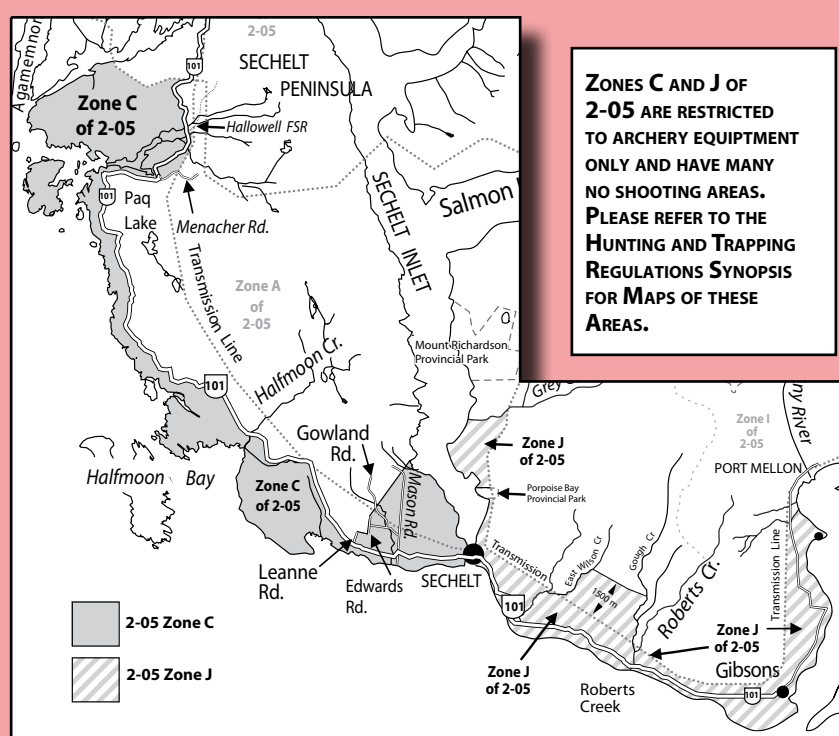 2-05
Agamemnon
101
SECHELT
PENINSULA
Zone C
of 2-05
Hallowell FSR
101
Paq
Lake
Menacher Rd.
SECHELT INLET
Salmon
Transmission Line
Zone A
of
2-05
Mount Richardson
Provincial Park
101
Halfmoon Cr.
Grey
Gowland
Rd.
Zone J
of 2-05
Zone I
of
2-05
ny River
PORT MELLON
Halfmoon Bay
Zone C
of 2-05
Mason Rd.
Porpoise Bay
Provincial Park
Leanne
Rd.
Edwards
Rd.
SECHELT
Transmission
East Wilson Cr
Gough Cr
1500 m
Roberts Cr.
Transmission Line
101
Zone J
of 2-05
Zone J
of 2-05
Gibsons
Roberts
Creek
101
2-05 Zone C
2-05 Zone J
ZONES C AND J OF
2-05 ARE RESTRICTED
TO ARCHERY EQUIPTMENT
ONLY AND HAVE MANY
NO SHOOTING AREAS.
PLEASE REFER TO THE
HUNTING AND TRAPPING
REGULATIONS SYNOPSIS
FOR MAPS OF THESE
AREAS.